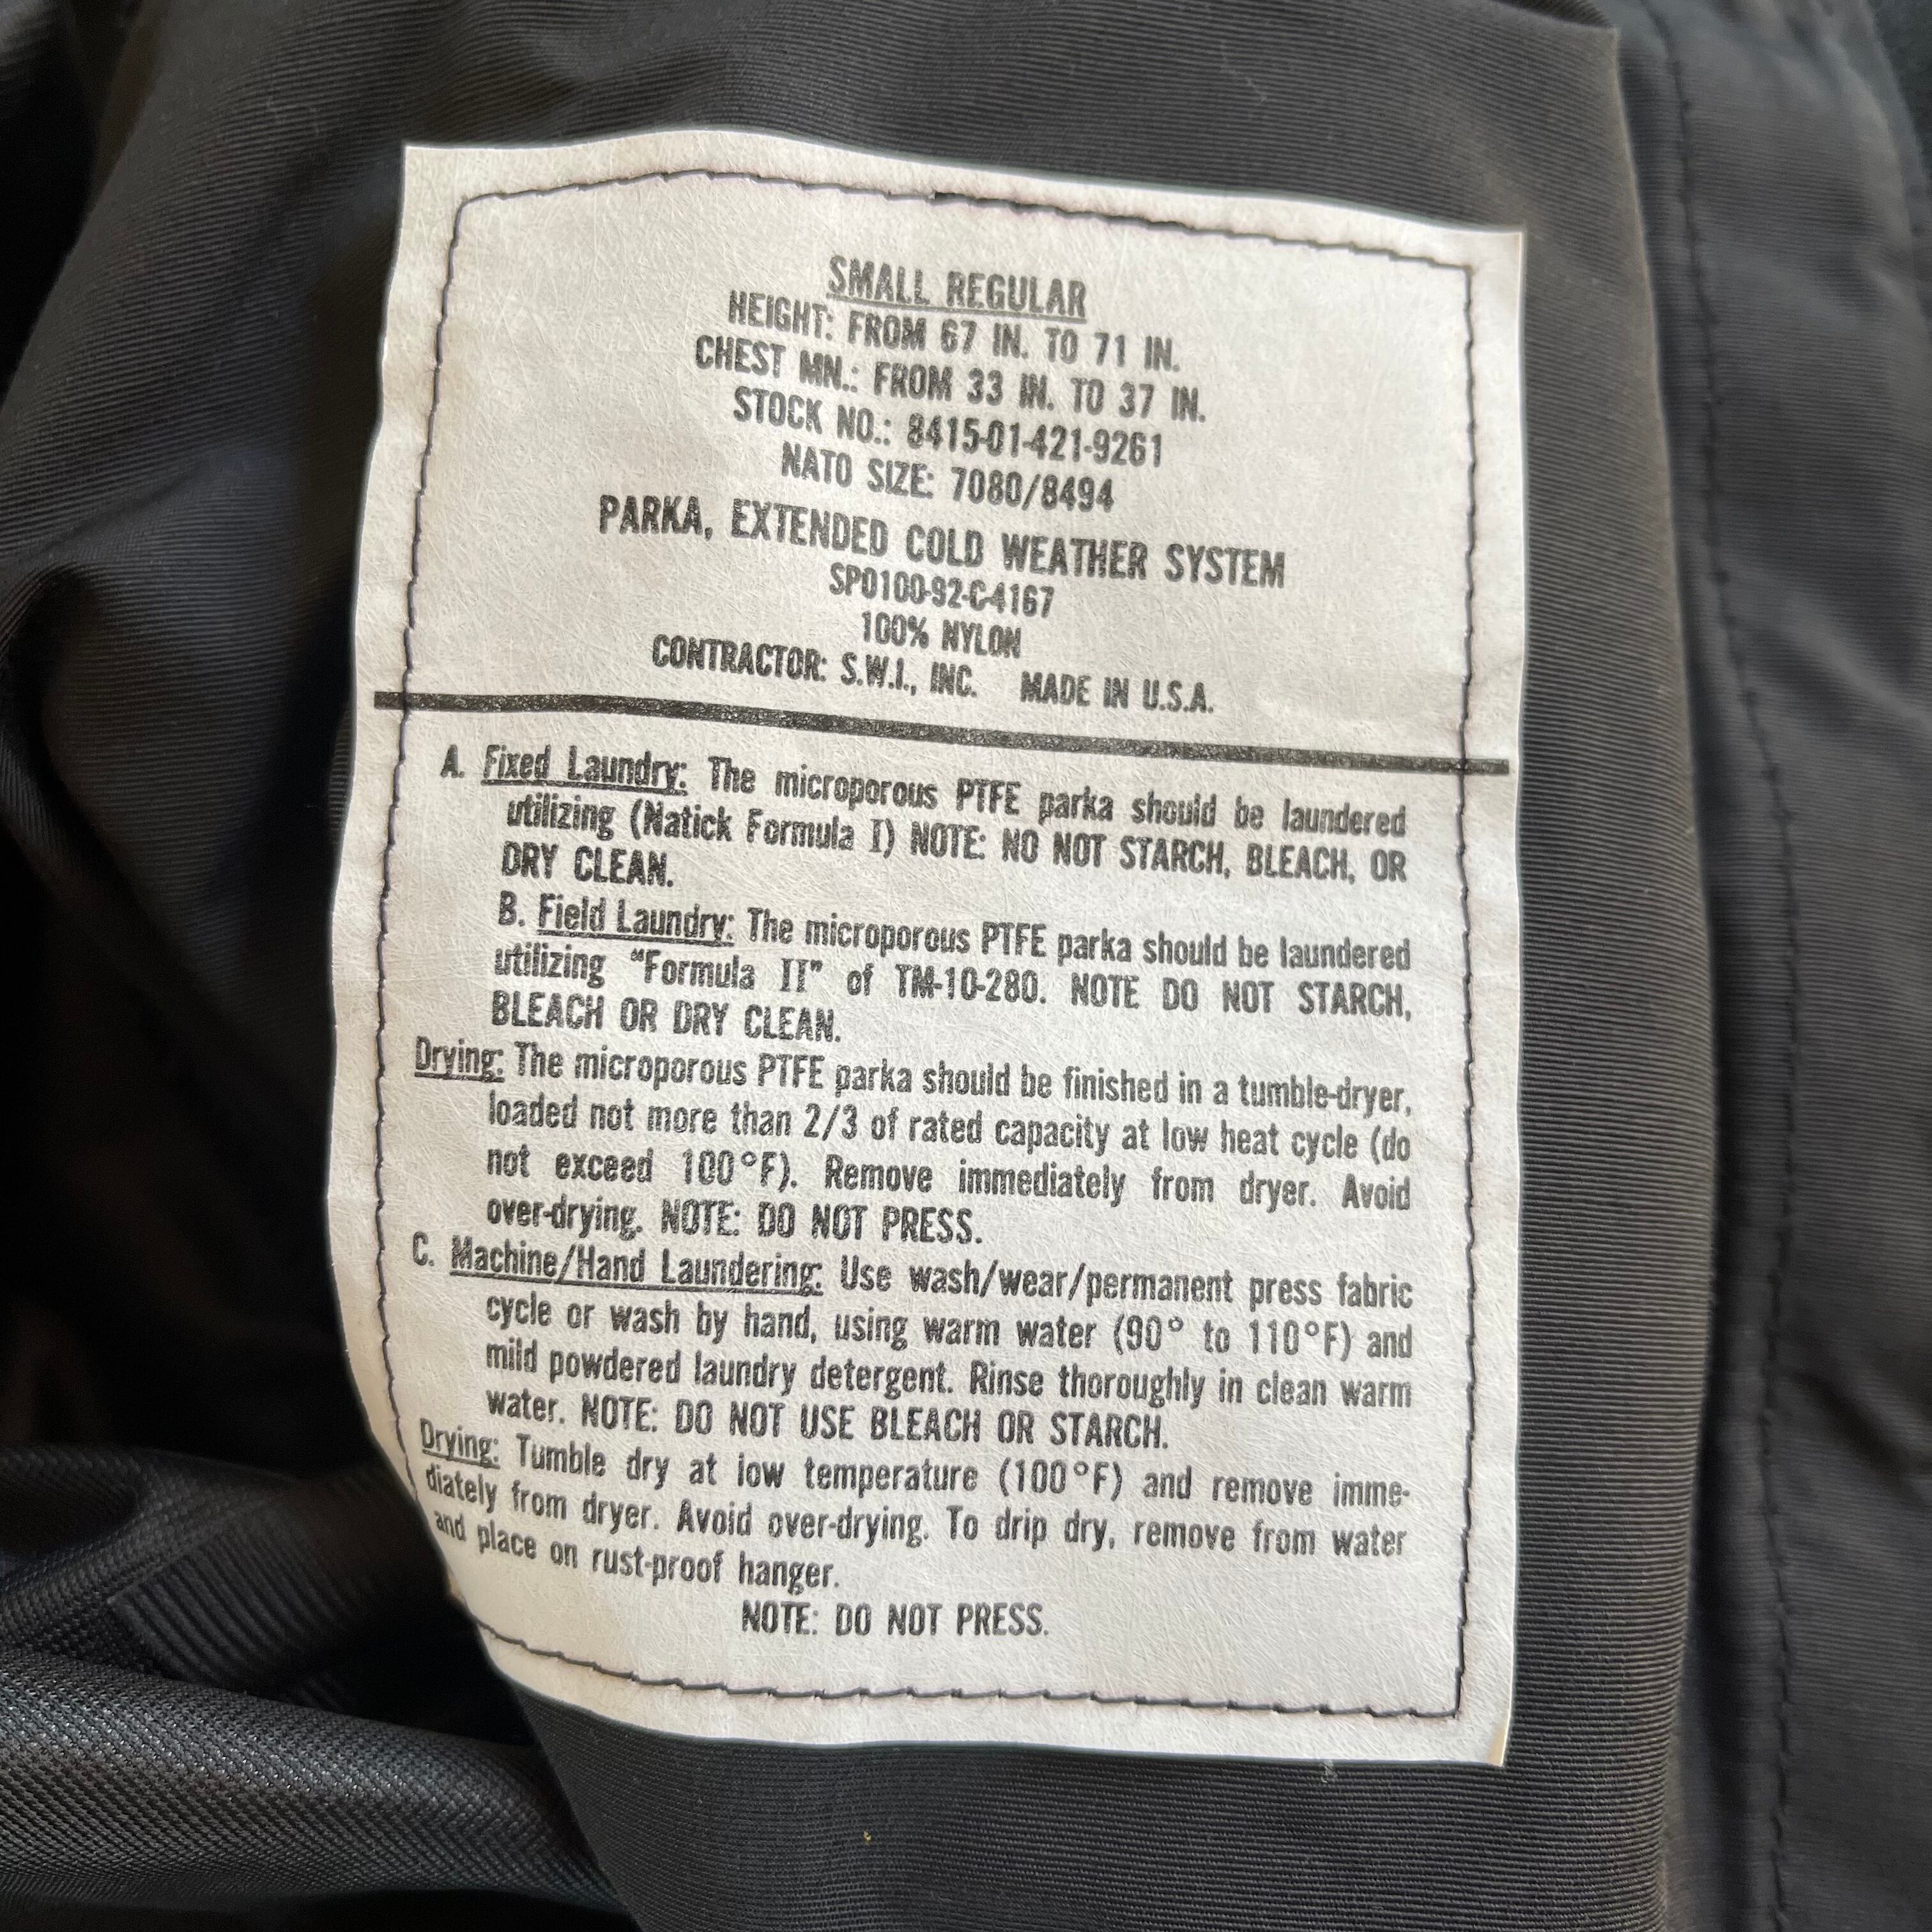 SMALL REGULAR
HEIGHT: FROM 67 IN. TO 71 IN.
CHEST MN.: FROM 33 IN. TO 37 IN.
STOCK NO.: 8415-01-421-9261
NATO SIZE: 7080/8494
PARKA, EXTENDED COLD WEATHER SYSTEM
SP0100-92-C-4167
100% NYLON
CONTRACTOR: S.W.I., INC. MADE IN U.S.A.
A. Fixed Laundry: The microporous PTFE parka should be laundered
utilizing (Natick Formula I) NOTE: NO NOT STARCH, BLEACH, OR
DRY CLEAN.
B. Field Laundry: The microporous PTFE parka should be laundered
utilizing "Formula II" of TM-10-280. NOTE DO NOT STARCH,
BLEACH OR DRY CLEAN.
Drying: The microporous PTFE parka should be finished in a tumble-dryer,
loaded not more than 2/3 of rated capacity at low heat cycle (do
not exceed 100°F). Remove immediately from dryer. Avoid
over-drying. NOTE: DO NOT PRESS.
C. Machine/Hand Laundering: Use wash/wear/permanent press fabric
cycle or wash by hand, using warm water (90° to 110°F) and
mild powdered laundry detergent. Rinse thoroughly in clean warm
water. NOTE: DO NOT USE BLEACH OR STARCH.
Drying: Tumble dry at low temperature (100°F) and remove imme-
diately from dryer. Avoid over-drying. To drip dry, remove from water
and place on rust-proof hanger.
NOTE: DO NOT PRESS.